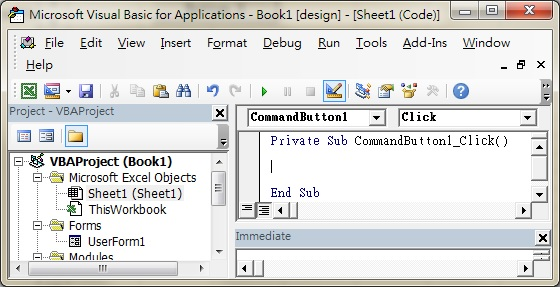 Microsoft Visual Basic for Applications - Book1 [design] - [Sheet1 (Code)]
File Edit View Insert Format Debug Run Tools Add-Ins Window
Help
Project - VBAProject
CommandButton1 Click
VBAProject (Book1)
Microsoft Excel Objects
Sheet1 (Sheet1)
ThisWorkbook
Forms
UserForm1
Modules
Private Sub CommandButton1_Click()
End Sub
Immediate